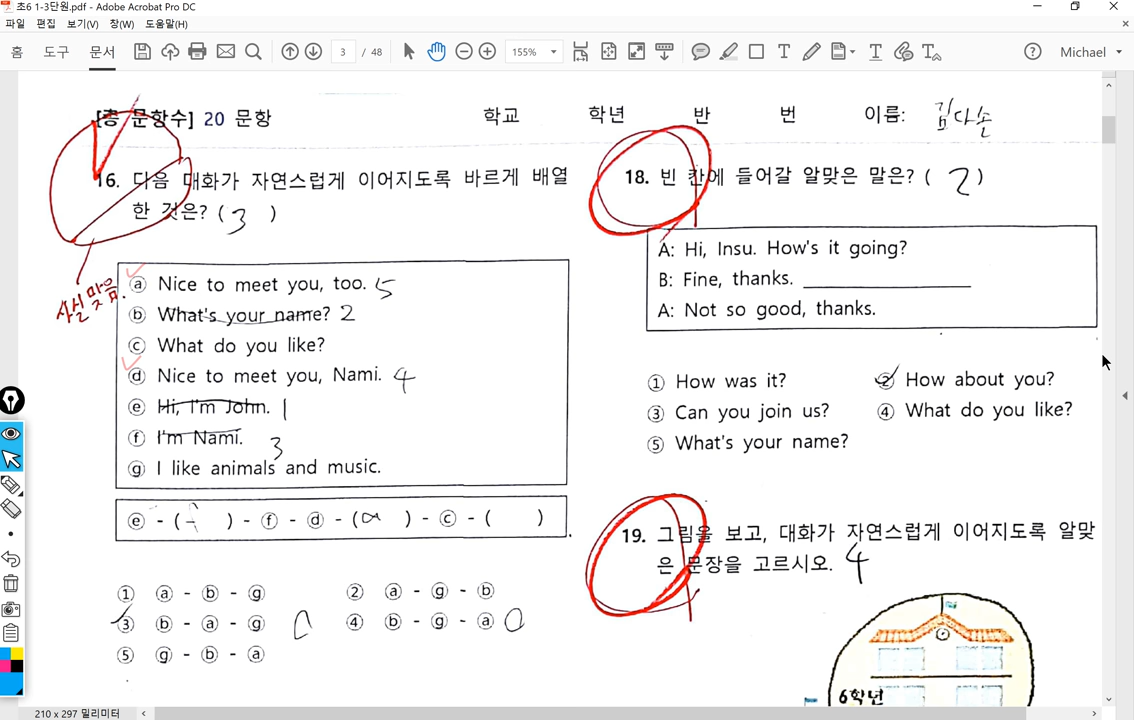 초6 1-3단원.pdf - Adobe Acrobat Pro DC
파일 편집 보기(V) 창(W) 도움말(H)
홈 도구 문서 3 / 48 155% Michael
[총 문항수] 20 문항 학교 학년 반 번 이름: 김다손
16. 다음 대화가 자연스럽게 이어지도록 바르게 배열
한 것은? ( 3 )
사실 맞음
ⓐ Nice to meet you, too. 5
ⓑ What's your name? 2
ⓒ What do you like?
ⓓ Nice to meet you, Nami. 4
ⓔ Hi, I'm John. 1
ⓕ I'm Nami. 3
ⓖ I like animals and music.
ⓔ - ( ) - ⓕ - ⓓ - (a ) - ⓒ - ( )
① ⓐ - ⓑ - ⓖ ② ⓐ - ⓖ - ⓑ
③ ⓑ - ⓐ - ⓖ ④ ⓑ - ⓖ - ⓐ
⑤ ⓖ - ⓑ - ⓐ
18. 빈 칸에 들어갈 알맞은 말은? ( 2 )
A: Hi, Insu. How's it going?
B: Fine, thanks. ________________
A: Not so good, thanks.
① How was it? ② How about you?
③ Can you join us? ④ What do you like?
⑤ What's your name?
19. 그림을 보고, 대화가 자연스럽게 이어지도록 알맞
은 문장을 고르시오. 4
6학년
210 x 297 밀리미터